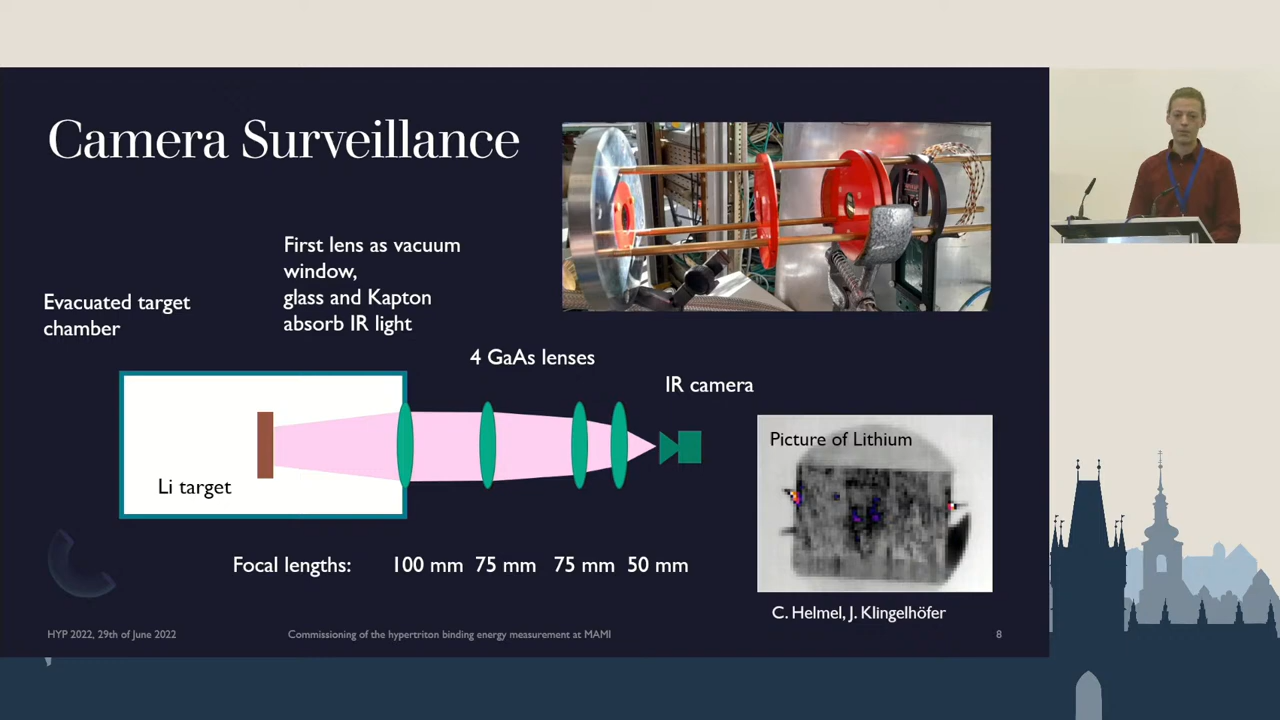 Camera Surveillance
First lens as vacuum
window,
glass and Kapton
absorb IR light
Evacuated target
chamber
4 GaAs lenses
IR camera
Picture of Lithium
Li target
Focal lengths:
100 mm
75 mm
75 mm
50 mm
C. Helmel, J. Klingelhöfer
HYP 2022, 29th of June 2022
Commissioning of the hypertriton binding energy measurement at MAMI
8